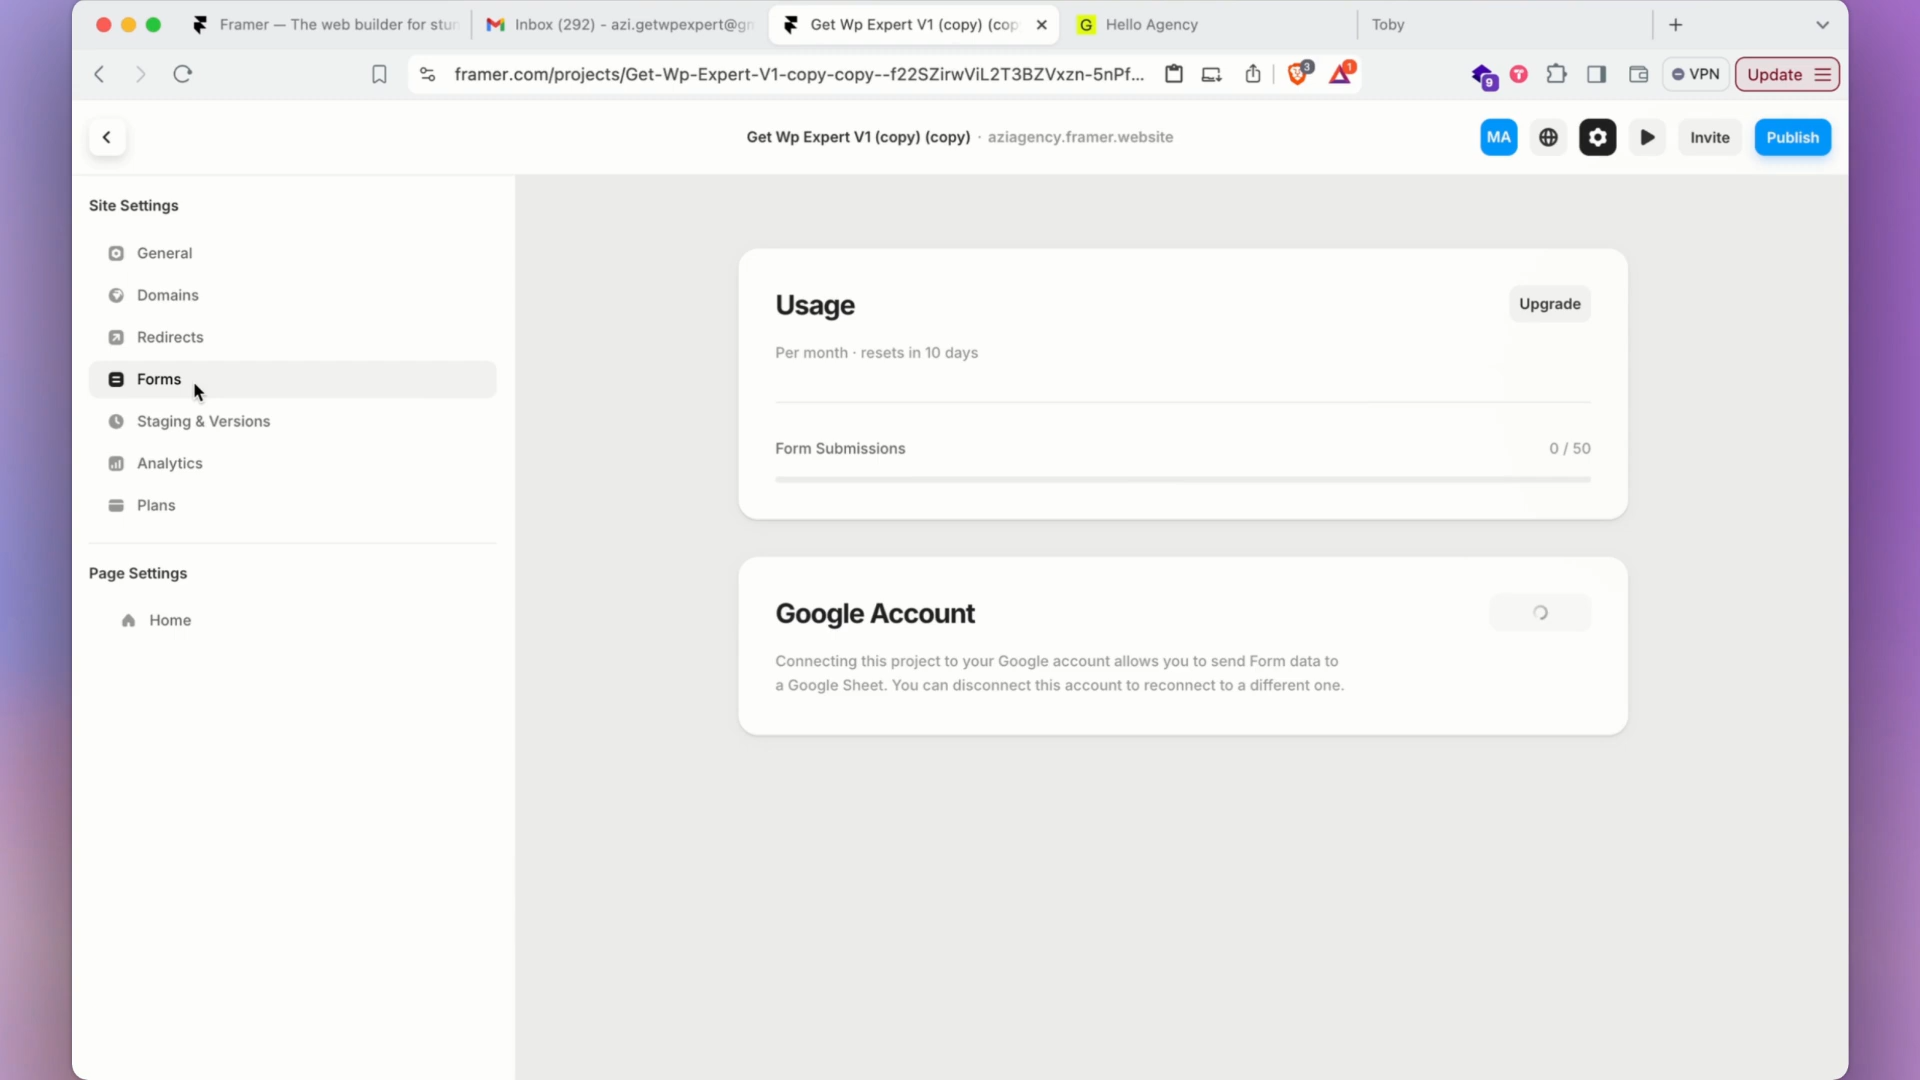 Framer — The web builder for stun
Inbox (292) - azi.getwpexpert@gm
Get Wp Expert V1 (copy) (cop
G
Hello Agency
Toby
framer.com/projects/Get-Wp-Expert-V1-copy-copy--f22SZirwViL2T3BZVxzn-5nPf...
3
1
9
VPN
Update
Get Wp Expert V1 (copy) (copy) · aziagency.framer.website
MA
Invite
Publish
Site Settings
General
Domains
Redirects
Forms
Staging & Versions
Analytics
Plans
Page Settings
Home
Usage
Upgrade
Per month · resets in 10 days
Form Submissions
0 / 50
Google Account
Connecting this project to your Google account allows you to send Form data to
a Google Sheet. You can disconnect this account to reconnect to a different one.